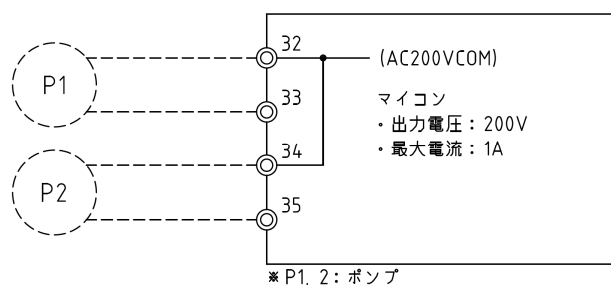 32
(AC200VCOM)
P1
マイコン
33
・出力電圧：200V
・最大電流：1A
34
P2
35
※P1, 2：ポンプ